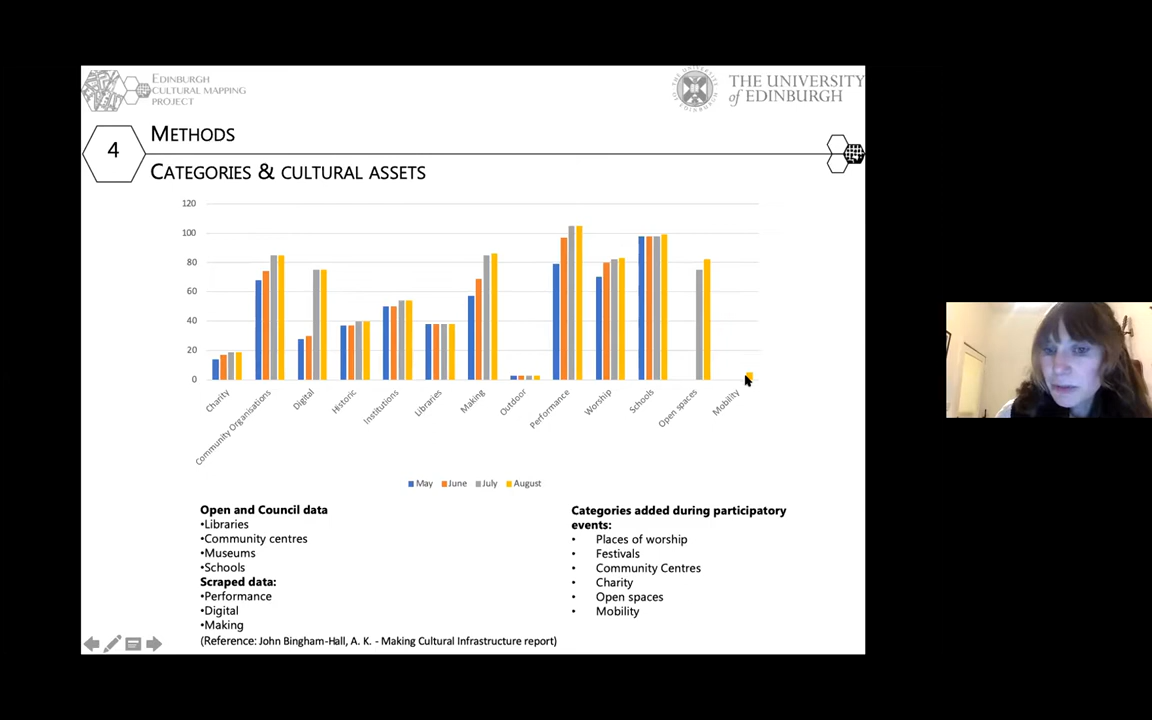 EDINBURGH
CULTURAL MAPPING
PROJECT
THE UNIVERSITY
of EDINBURGH
4
METHODS
CATEGORIES & CULTURAL ASSETS
120
100
80
60
40
20
0
Charity
Community Organisations
Digital
Historic
Institutions
Libraries
Making
Outdoor
Performance
Worship
Schools
Open spaces
Mobility
May June July August
Open and Council data
•Libraries
•Community centres
•Museums
•Schools
Scraped data:
•Performance
•Digital
•Making
(Reference: John Bingham-Hall, A. K. - Making Cultural Infrastructure report)
Categories added during participatory
events:
• Places of worship
• Festivals
• Community Centres
• Charity
• Open spaces
• Mobility